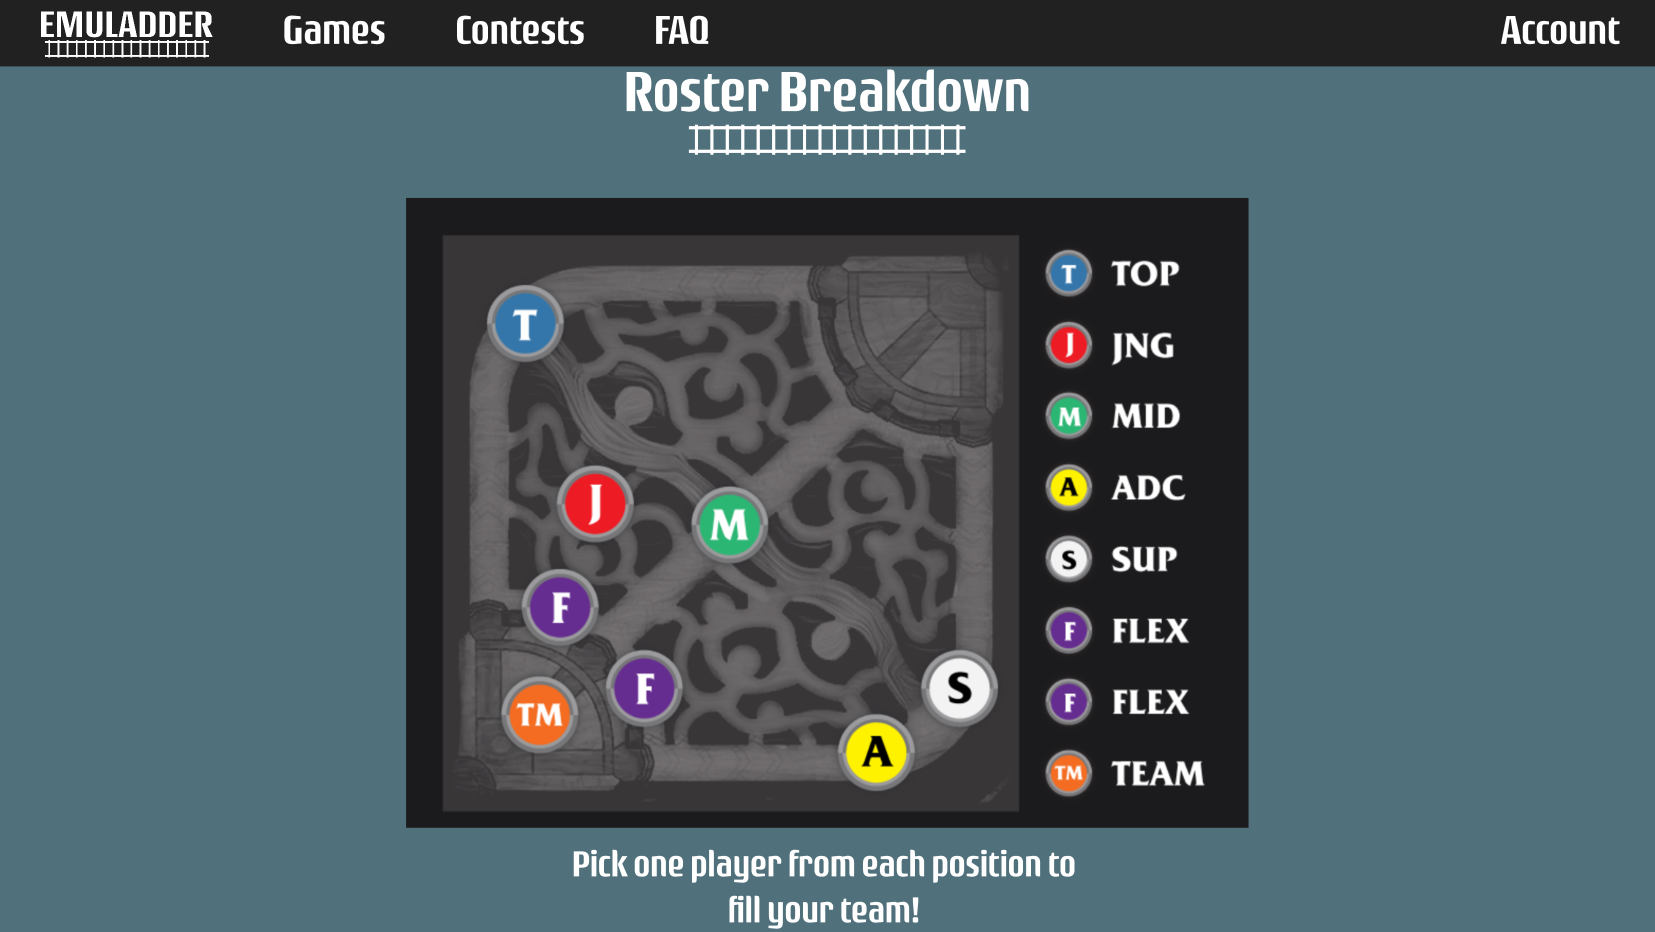 EMULADDER Games Contests FAQ Account
Roster Breakdown
T
J
M
F
F
S
TM
A
T TOP
J JNG
M MID
A ADC
S SUP
F FLEX
F FLEX
TM TEAM
Pick one player from each position to
fill your team!